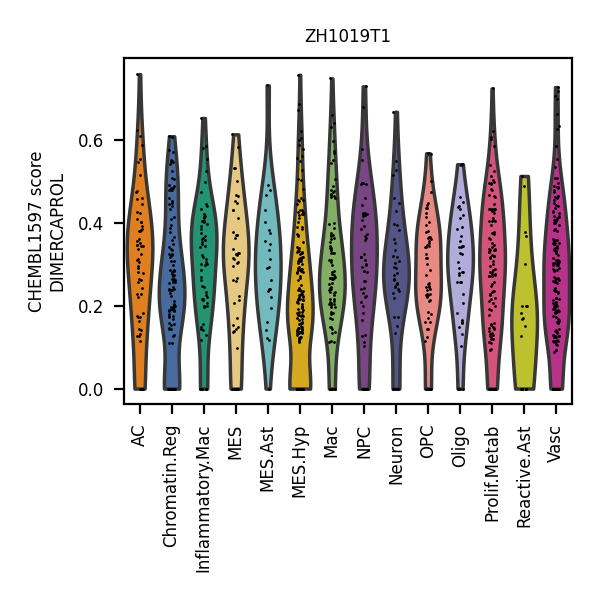 ZH1019T1
CHEMBL1597 score
DIMERCAPROL
0.6
0.4
0.2
0.0
AC
Chromatin.Reg
Inflammatory.Mac
MES
MES.Ast
MES.Hyp
Mac
NPC
Neuron
OPC
Oligo
Prolif.Metab
Reactive.Ast
Vasc